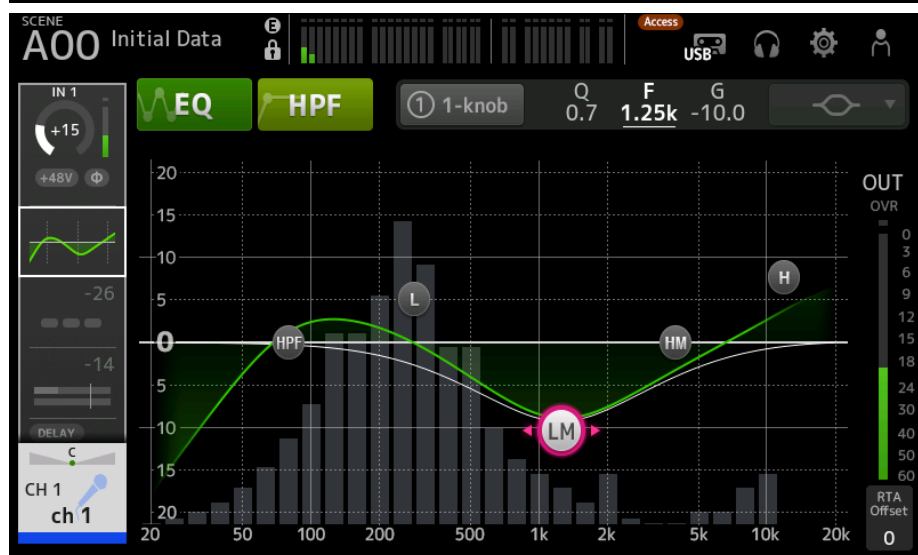 SCENE
A00 Initial Data
E
Access
USB
IN 1
+15
+48V Φ
-26
-14
DELAY
C
CH 1
ch 1
EQ
HPF
1 1-knob
Q F G
0.7 1.25k -10.0
20
15
10
5
0
5
10
15
20
HPF
L
LM
HM
H
20 50 100 200 500 1k 2k 5k 10k 20k
OUT
OVR
0
3
6
9
12
15
18
24
30
40
50
60
RTA
Offset
0